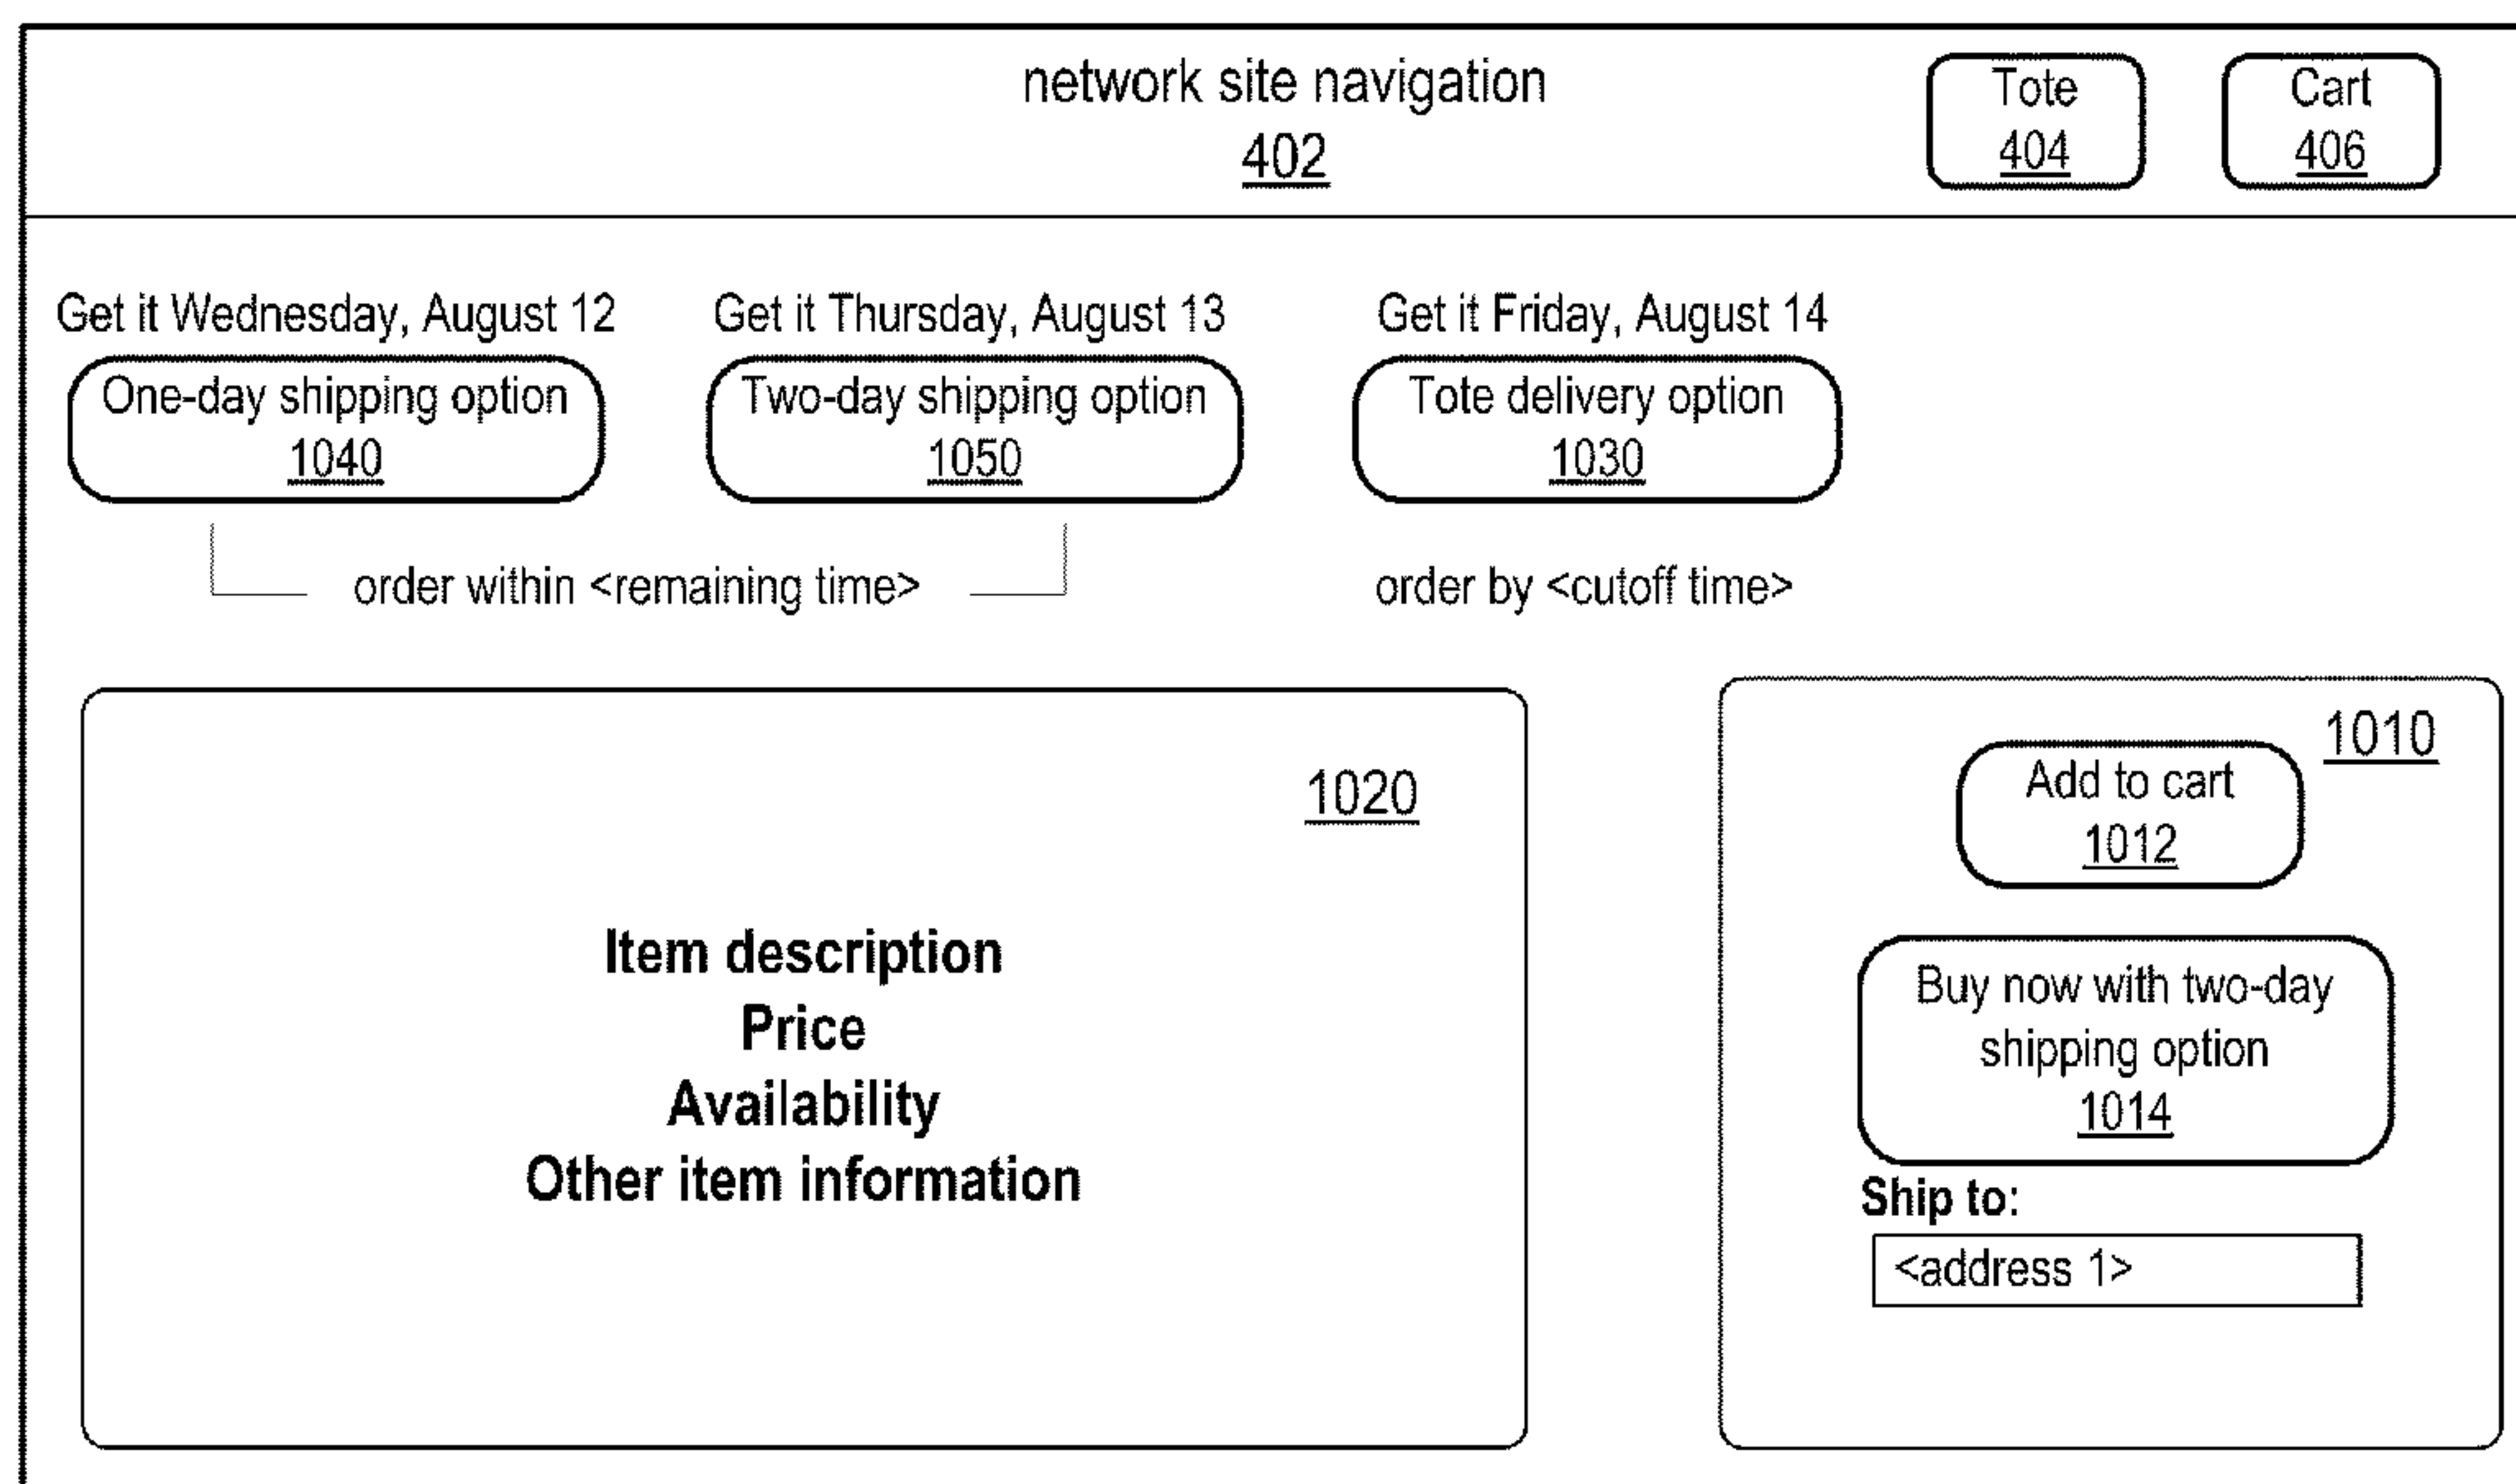 network site navigation
402
Tote
404
Cart
406
Get it Wednesday, August 12
One-day shipping option
1040
Get it Thursday, August 13
Two-day shipping option
1050
Get it Friday, August 14
Tote delivery option
1030
order within <remaining time>
order by <cutoff time>
1020
Item description
Price
Availability
Other item information
1010
Add to cart
1012
Buy now with two-day
shipping option
1014
Ship to:
<address 1>